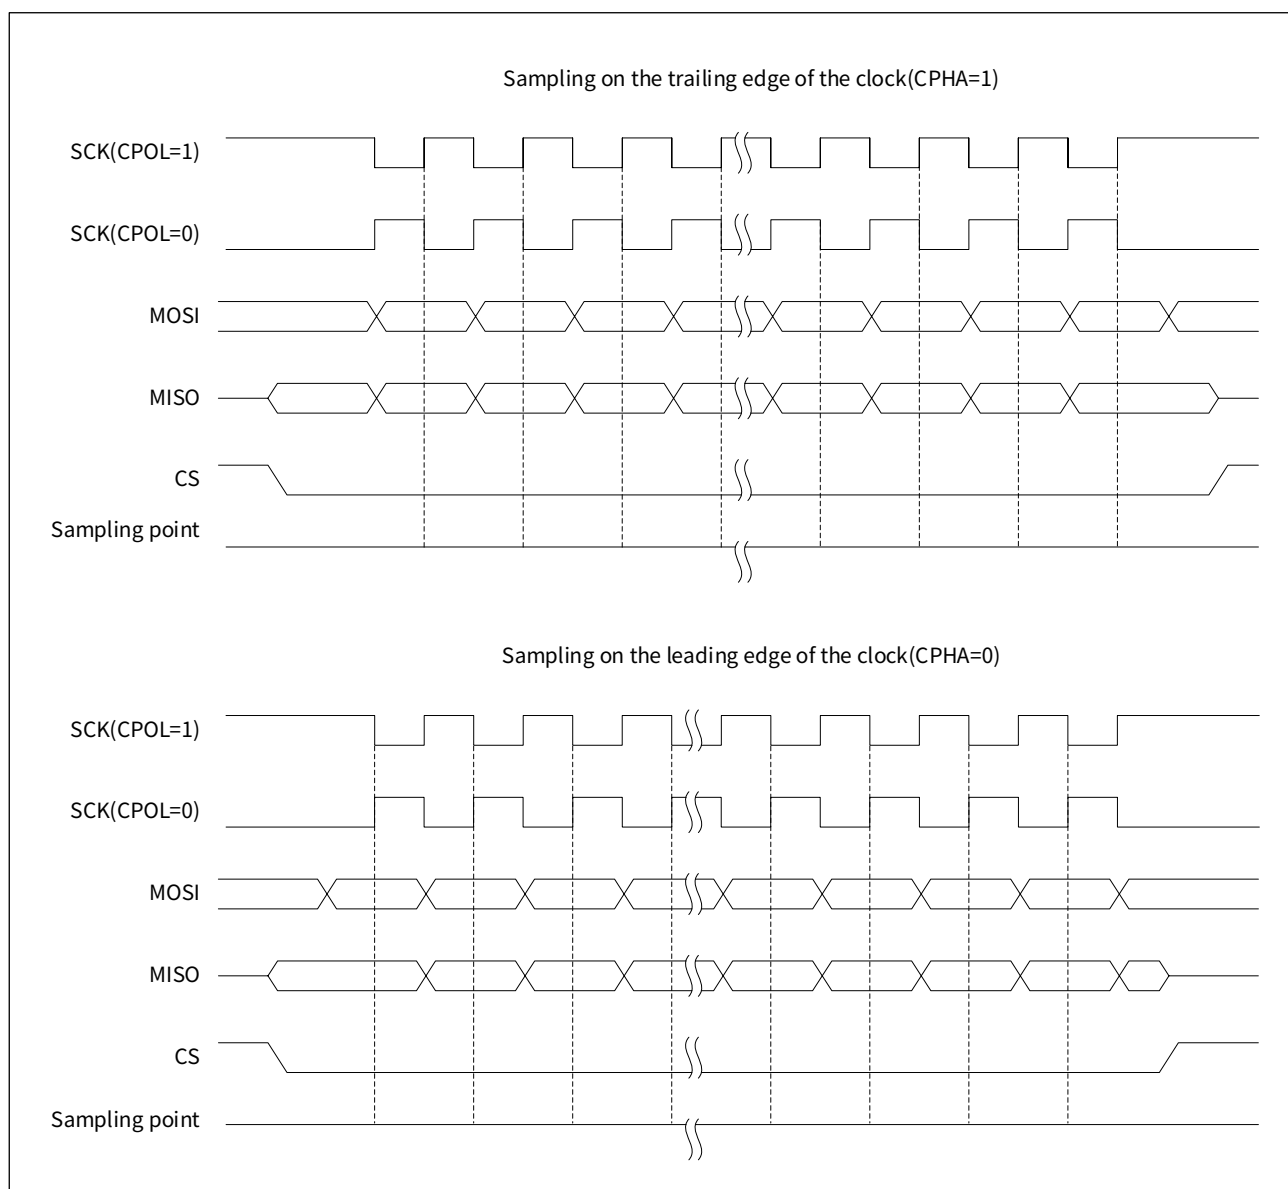 Sampling on the trailing edge of the clock(CPHA=1)
SCK(CPOL=1)
SCK(CPOL=0)
MOSI
MISO
CS
Sampling point
Sampling on the leading edge of the clock(CPHA=0)
SCK(CPOL=1)
SCK(CPOL=0)
MOSI
MISO
CS
Sampling point